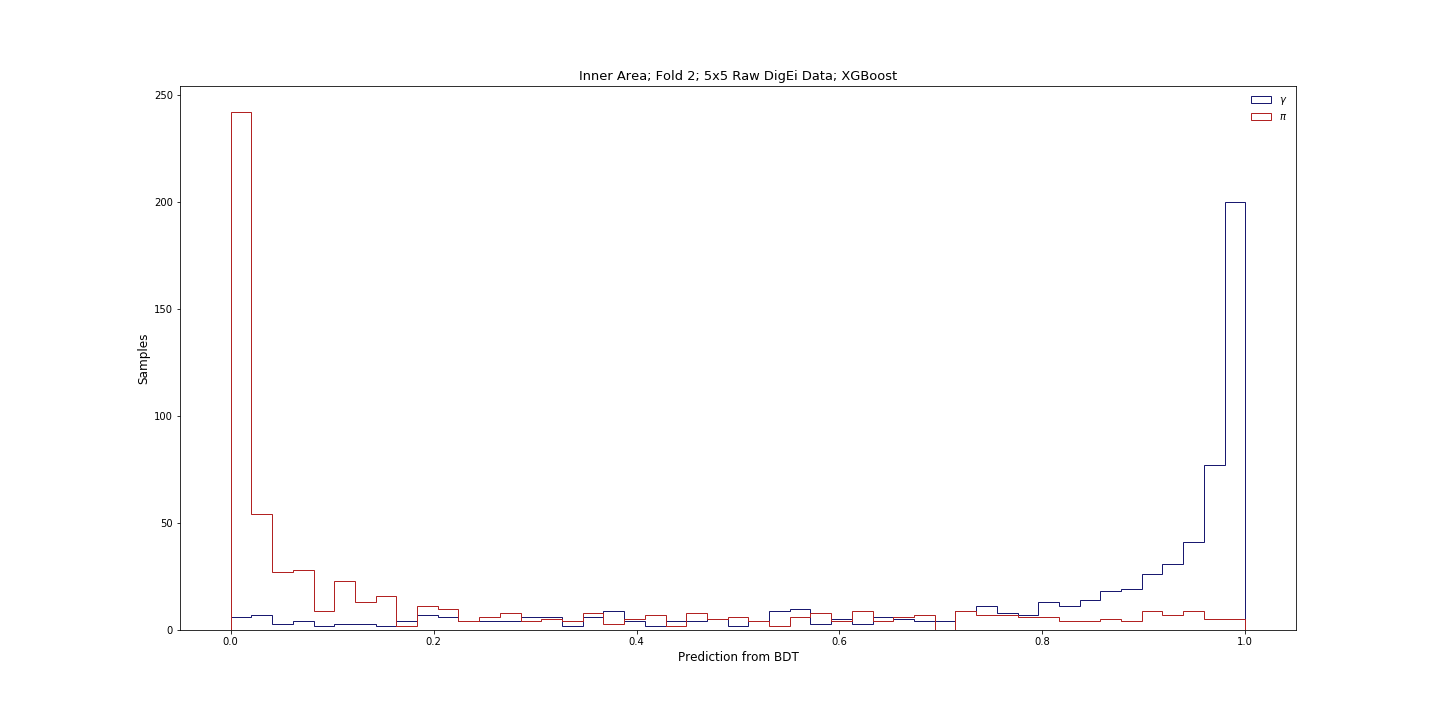 Inner Area; Fold 2; 5x5 Raw DigEi Data; XGBoost
250
200
150
100
50
0
Samples
γ
π
0.0 0.2 0.4 0.6 0.8 1.0
Prediction from BDT